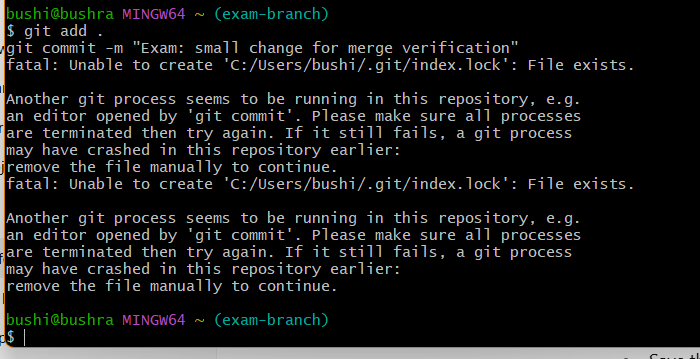 bushi@bushra MINGW64 ~ (exam-branch)
$ git add .
git commit -m "Exam: small change for merge verification"
fatal: Unable to create 'C:/Users/bushi/.git/index.lock': File exists.
Another git process seems to be running in this repository, e.g.
an editor opened by 'git commit'. Please make sure all processes
are terminated then try again. If it still fails, a git process
may have crashed in this repository earlier:
remove the file manually to continue.
fatal: Unable to create 'C:/Users/bushi/.git/index.lock': File exists.
Another git process seems to be running in this repository, e.g.
an editor opened by 'git commit'. Please make sure all processes
are terminated then try again. If it still fails, a git process
may have crashed in this repository earlier:
remove the file manually to continue.
bushi@bushra MINGW64 ~ (exam-branch)
$